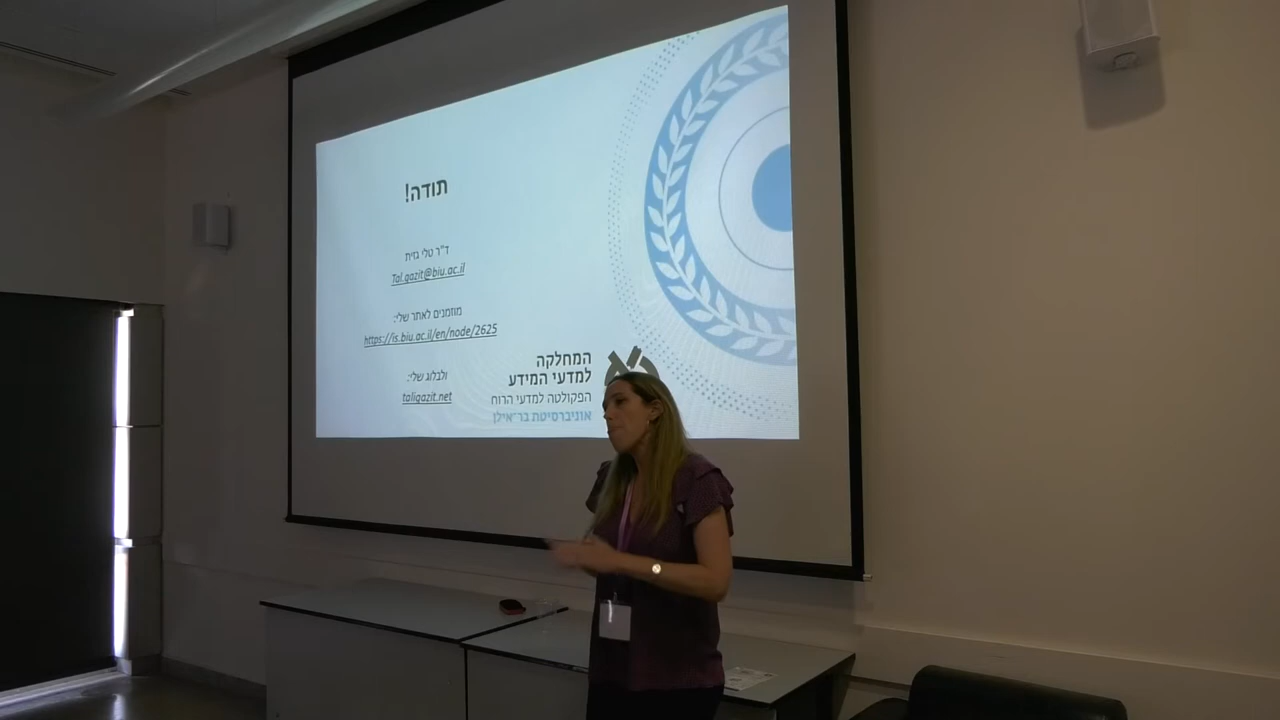 תודה!
ד"ר טלי גזית
Tal.gazit@biu.ac.il
מוזמנים לאתר שלי:
https://is.biu.ac.il/en/node/2625
ולבלוג שלי:
taligazit.net
המחלקה
למדעי המידע
הפקולטה למדעי הרוח
אוניברסיטת בר־אילן